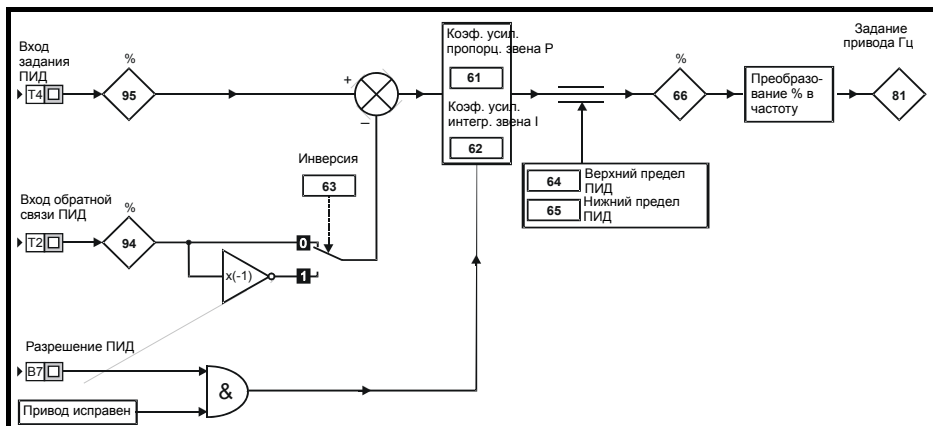 Вход
задания
ПИД
T4
%
95
+
–
Коэф. усил.
пропорц. звена P
61
Коэф. усил.
интегр. звена I
62
%
66
Преобразо-
вание % в
частоту
Задание
привода Гц
81
Инверсия
63
64
Верхний предел
ПИД
65
Нижний предел
ПИД
Вход обратной
связи ПИД
T2
%
94
0
x(-1)
1
Разрешение ПИД
B7
&
Привод исправен